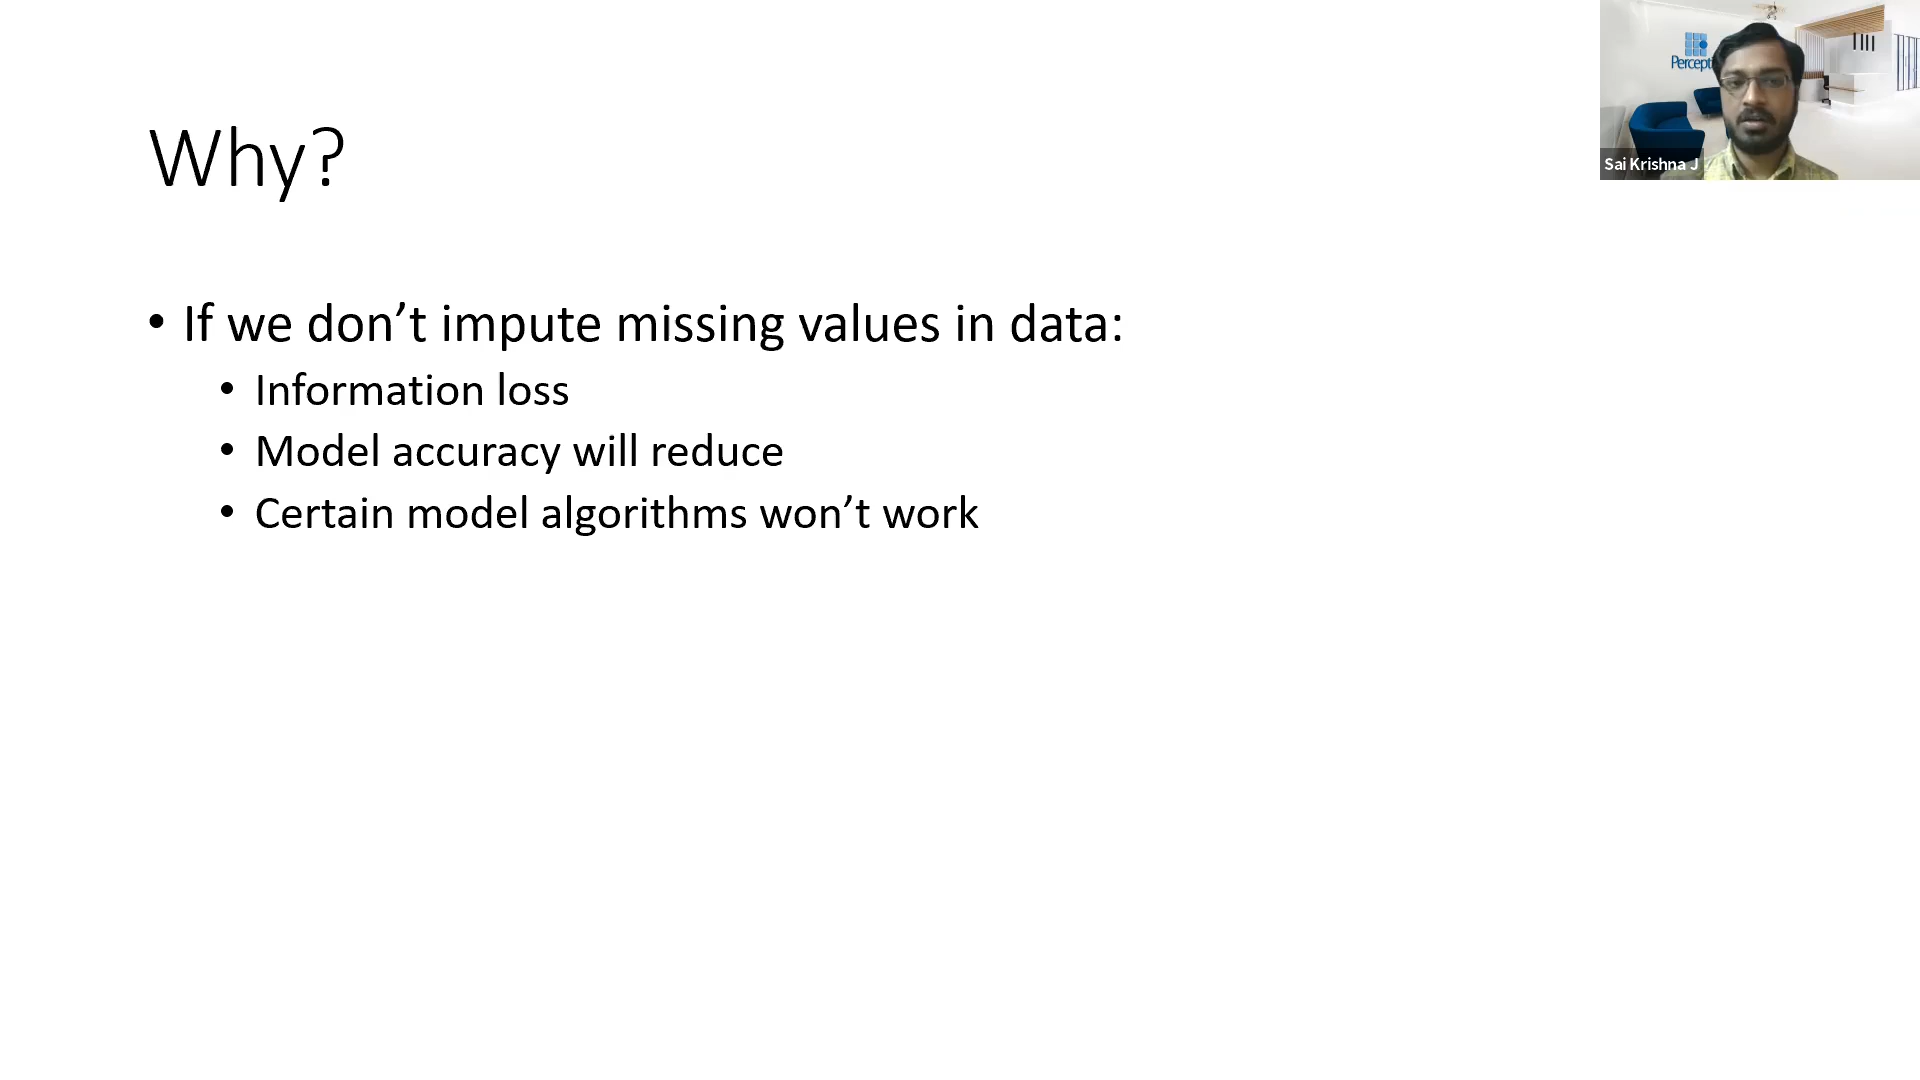 Why?
• If we don’t impute missing values in data:
• Information loss
• Model accuracy will reduce
• Certain model algorithms won’t work
Sai Krishna J